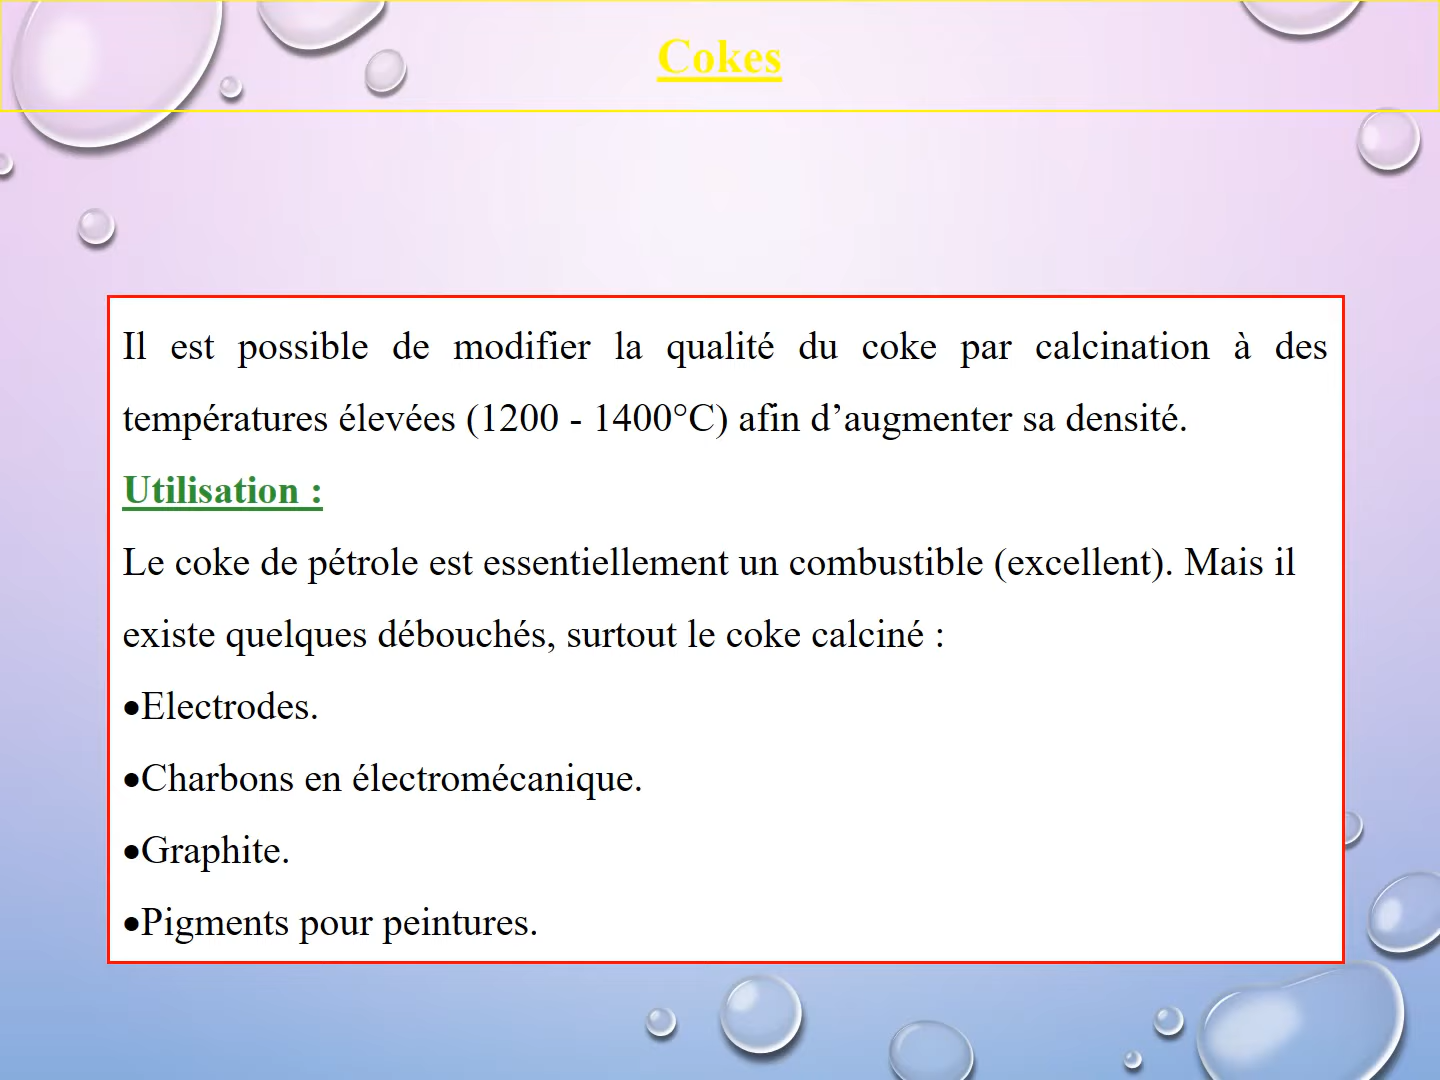 Cokes
Il est possible de modifier la qualité du coke par calcination à des
températures élevées (1200 - 1400°C) afin d’augmenter sa densité.
Utilisation :
Le coke de pétrole est essentiellement un combustible (excellent). Mais il
existe quelques débouchés, surtout le coke calciné :
•Electrodes.
•Charbons en électromécanique.
•Graphite.
•Pigments pour peintures.